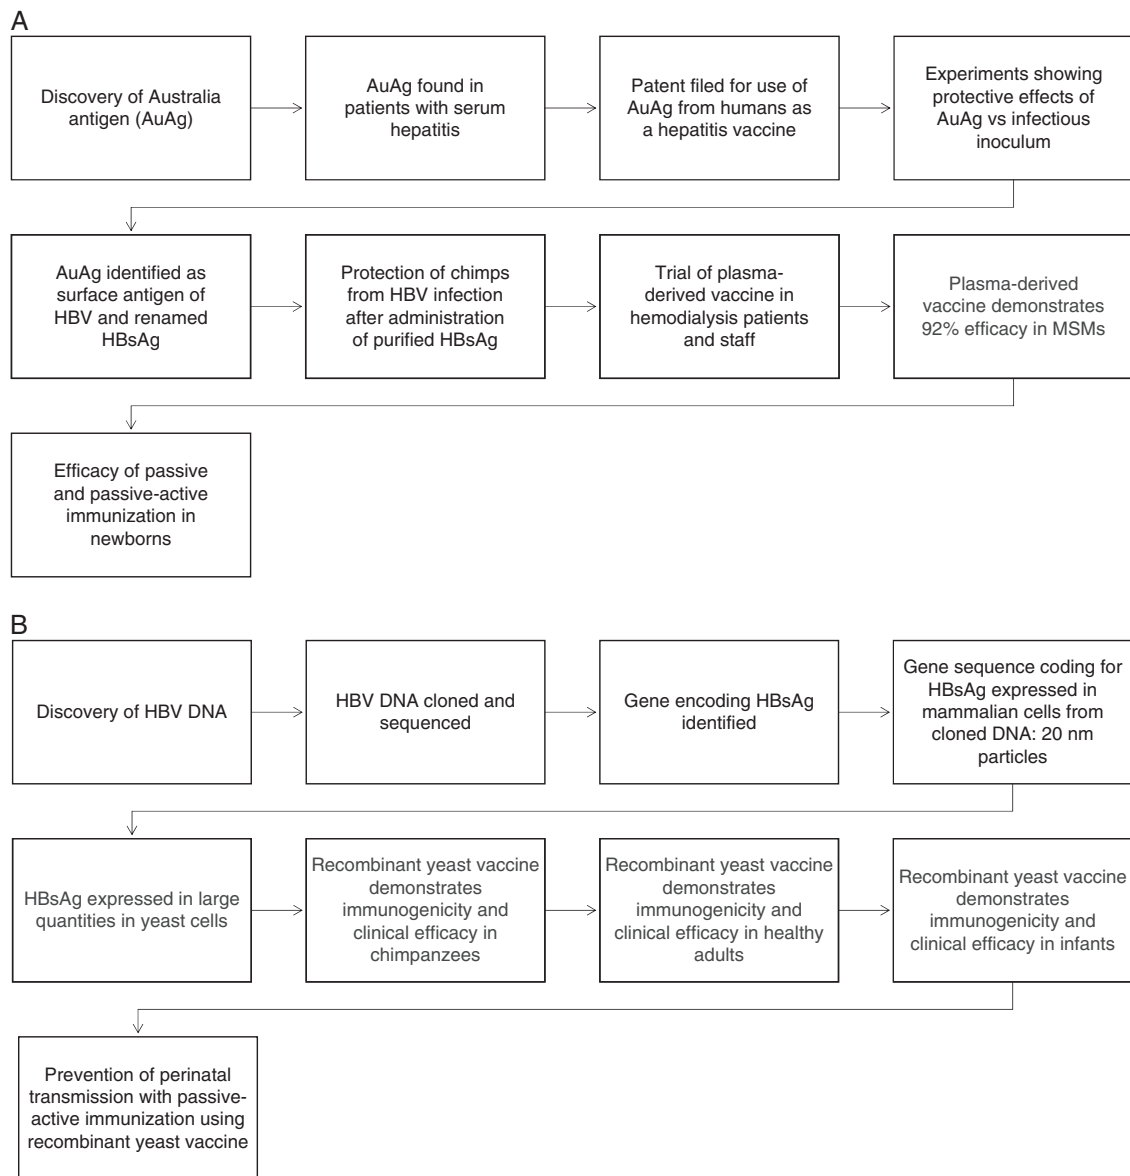 A
Discovery of Australia
antigen (AuAg)
AuAg found in
patients with serum
hepatitis
Patent filed for use of
AuAg from humans as
a hepatitis vaccine
Experiments showing
protective effects of
AuAg vs infectious
inoculum
AuAg identified as
surface antigen of
HBV and renamed
HBsAg
Protection of chimps
from HBV infection
after administration
of purified HBsAg
Trial of plasma-
derived vaccine in
hemodialysis patients
and staff
Plasma-derived
vaccine demonstrates
92% efficacy in MSMs
Efficacy of passive
and passive-active
immunization in
newborns
B
Discovery of HBV DNA
HBV DNA cloned and
sequenced
Gene encoding HBsAg
identified
Gene sequence coding for
HBsAg expressed in
mammalian cells from
cloned DNA: 20 nm
particles
HBsAg expressed in large
quantities in yeast cells
Recombinant yeast vaccine
demonstrates
immunogenicity and
clinical efficacy in
chimpanzees
Recombinant yeast vaccine
demonstrates
immunogenicity and
clinical efficacy in healthy
adults
Recombinant yeast vaccine
demonstrates
immunogenicity and
clinical efficacy in infants
Prevention of perinatal
transmission with passive-
active immunization using
recombinant yeast vaccine